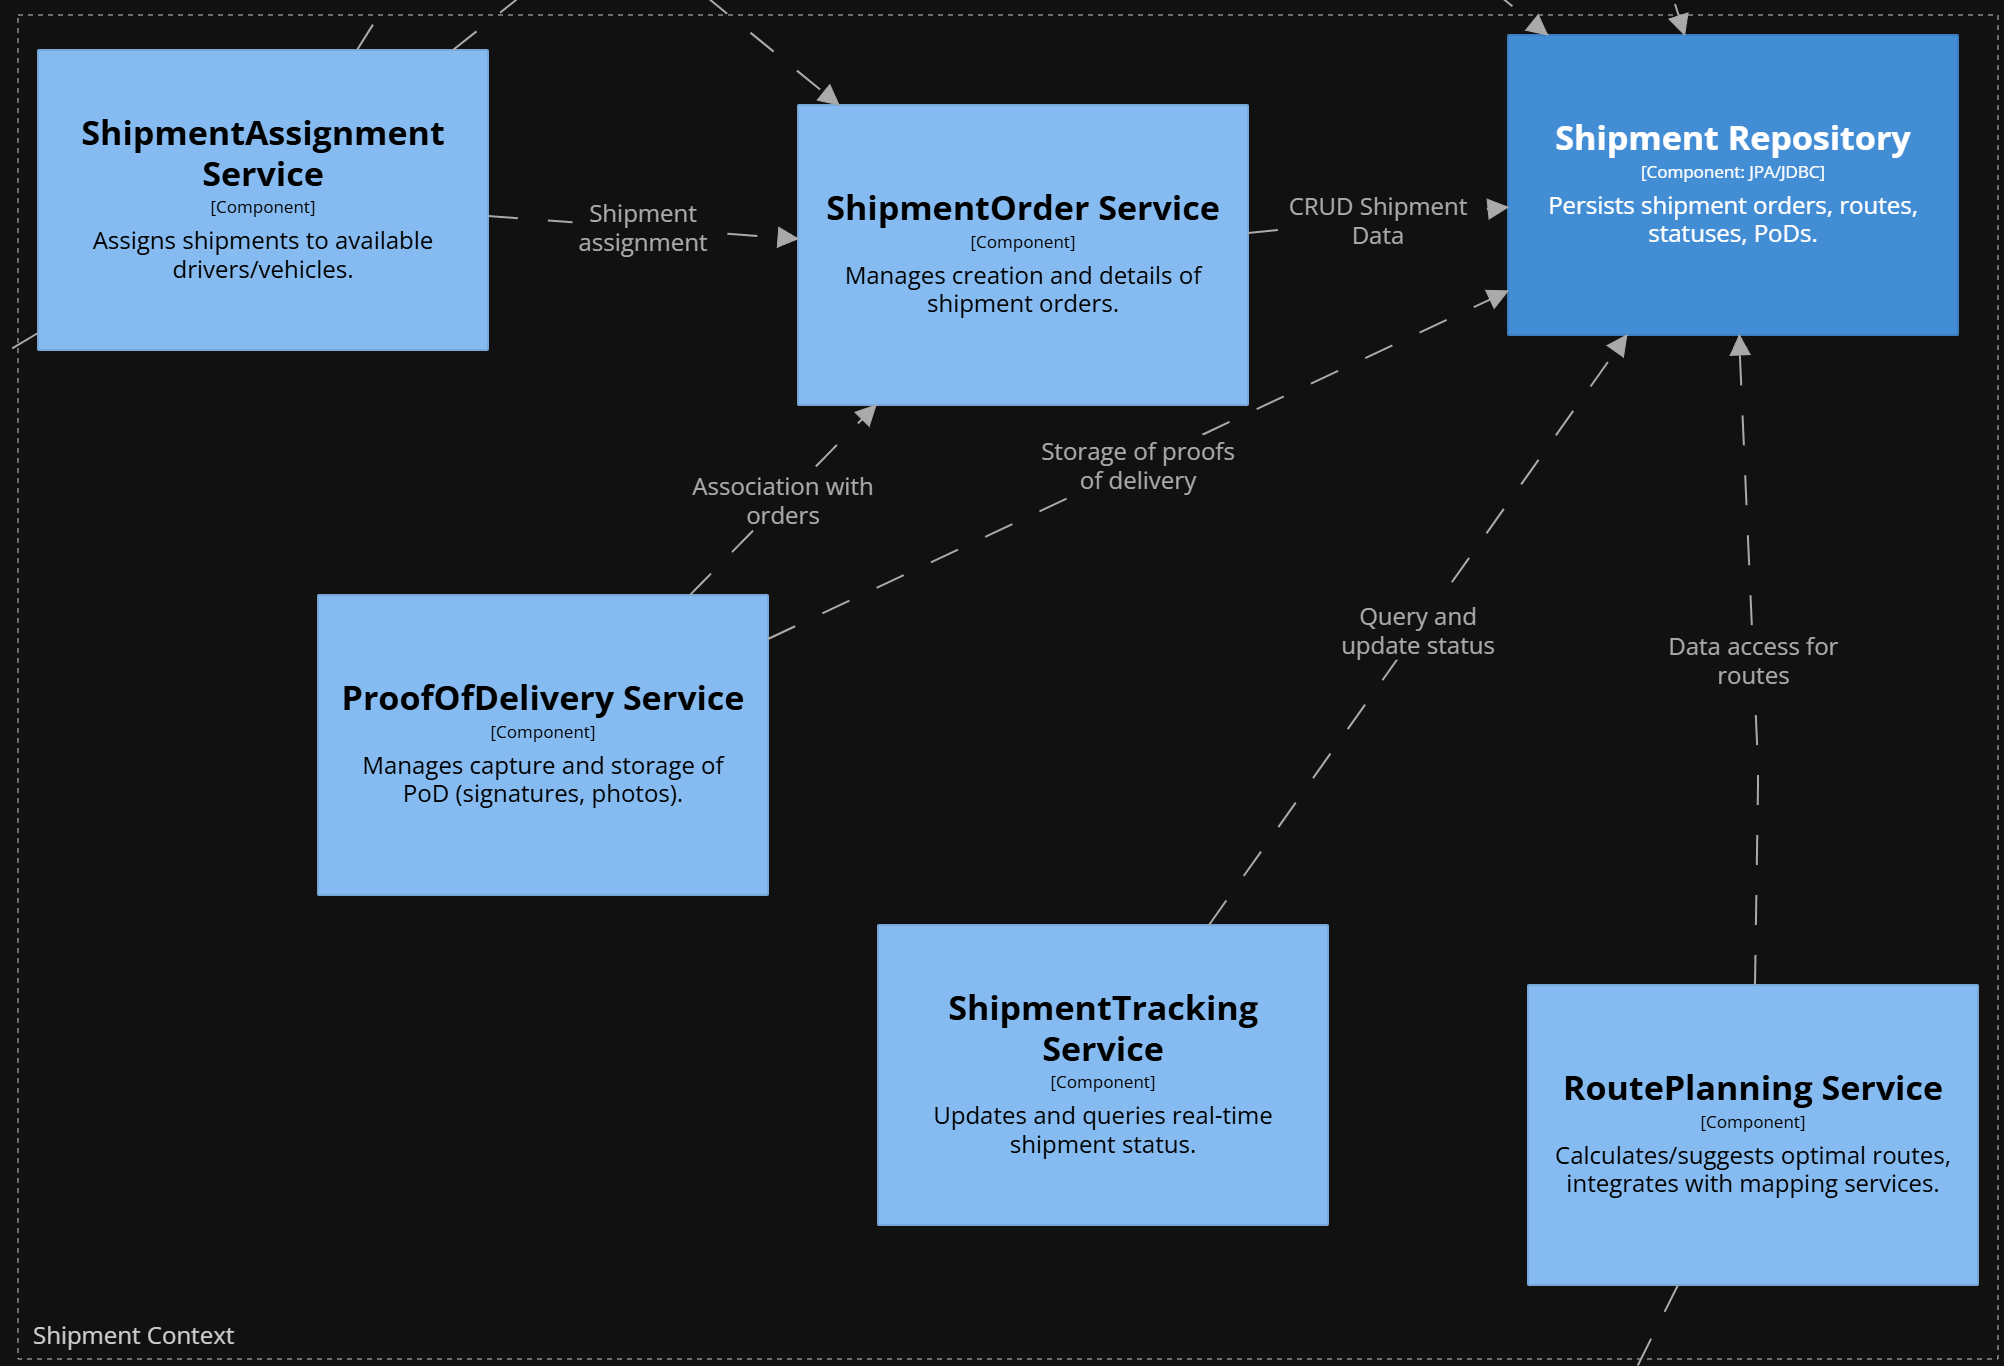 ShipmentAssignment
Service
[Component]
Assigns shipments to available
drivers/vehicles.
Shipment
assignment
ShipmentOrder Service
[Component]
Manages creation and details of
shipment orders.
CRUD Shipment
Data
Shipment Repository
[Component: JPA/JDBC]
Persists shipment orders, routes,
statuses, PoDs.
Association with
orders
Storage of proofs
of delivery
Query and
update status
Data access for
routes
ProofOfDelivery Service
[Component]
Manages capture and storage of
PoD (signatures, photos).
ShipmentTracking
Service
[Component]
Updates and queries real-time
shipment status.
RoutePlanning Service
[Component]
Calculates/suggests optimal routes,
integrates with mapping services.
Shipment Context